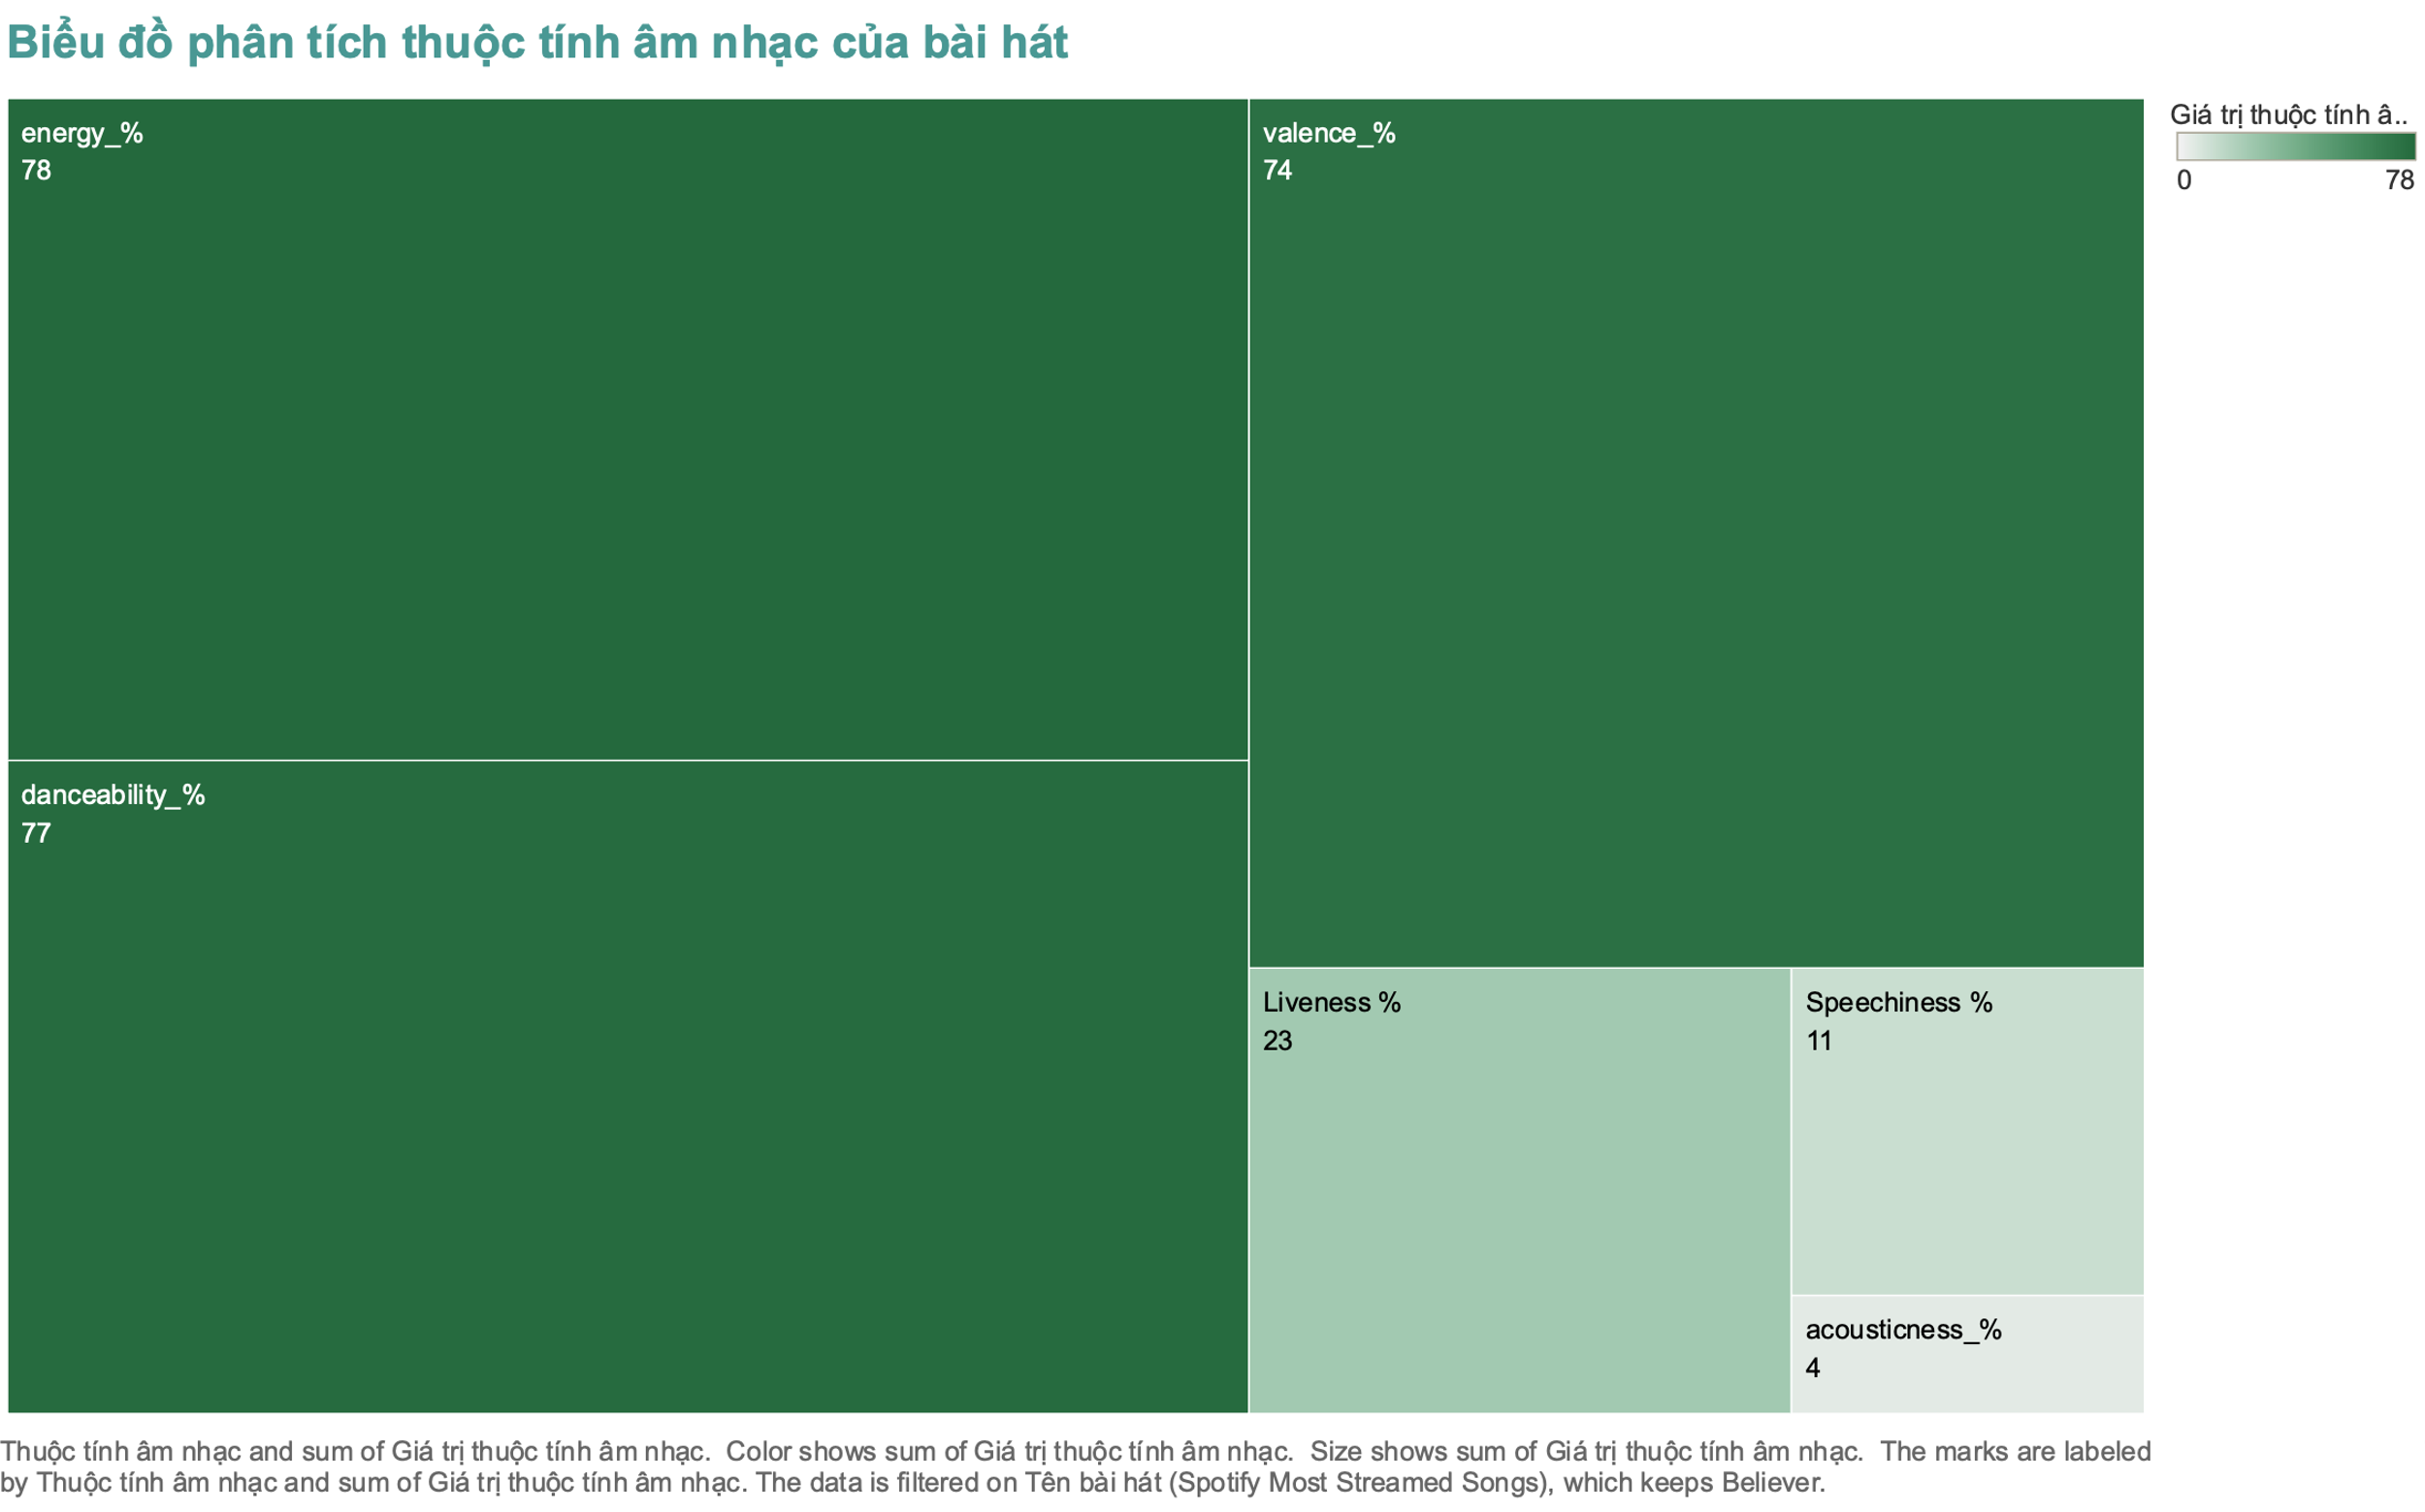 Biểu đồ phân tích thuộc tính âm nhạc của bài hát
energy_%
78
valence_%
74
Giá trị thuộc tính â..
0 78
danceability_%
77
Liveness %
23
Speechiness %
11
acousticness_%
4
Thuộc tính âm nhạc and sum of Giá trị thuộc tính âm nhạc.  Color shows sum of Giá trị thuộc tính âm nhạc.  Size shows sum of Giá trị thuộc tính âm nhạc.  The marks are labeled
by Thuộc tính âm nhạc and sum of Giá trị thuộc tính âm nhạc. The data is filtered on Tên bài hát (Spotify Most Streamed Songs), which keeps Believer.